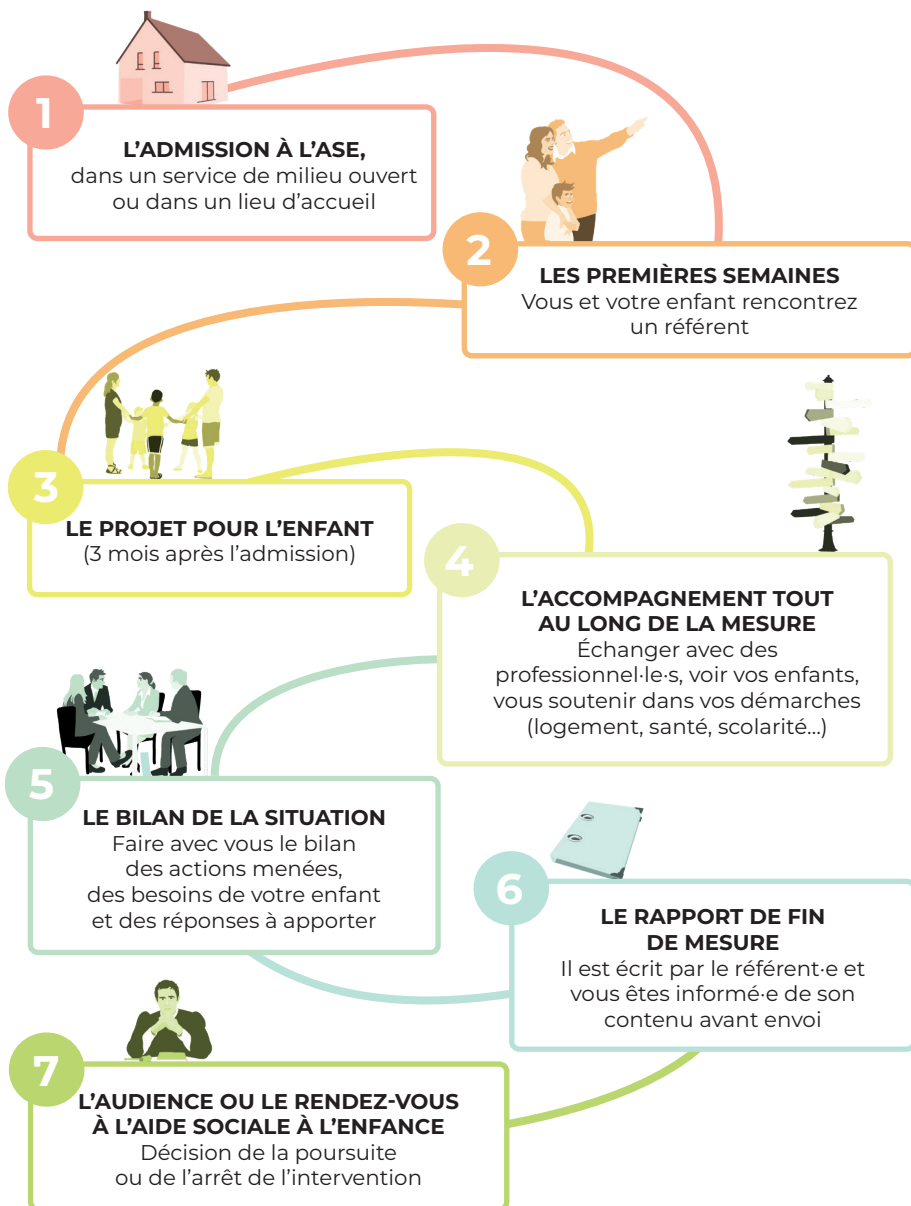 1
L'ADMISSION À L'ASE,
dans un service de milieu ouvert
ou dans un lieu d'accueil
2
LES PREMIÈRES SEMAINES
Vous et votre enfant rencontrez
un référent
3
LE PROJET POUR L'ENFANT
(3 mois après l'admission)
4
L'ACCOMPAGNEMENT TOUT
AU LONG DE LA MESURE
Échanger avec des
professionnel·le·s, voir vos enfants,
vous soutenir dans vos démarches
(logement, santé, scolarité...)
5
LE BILAN DE LA SITUATION
Faire avec vous le bilan
des actions menées,
des besoins de votre enfant
et des réponses à apporter
6
LE RAPPORT DE FIN
DE MESURE
Il est écrit par le référent·e et
vous êtes informé·e de son
contenu avant envoi
7
L'AUDIENCE OU LE RENDEZ-VOUS
À L'AIDE SOCIALE À L'ENFANCE
Décision de la poursuite
ou de l'arrêt de l'intervention